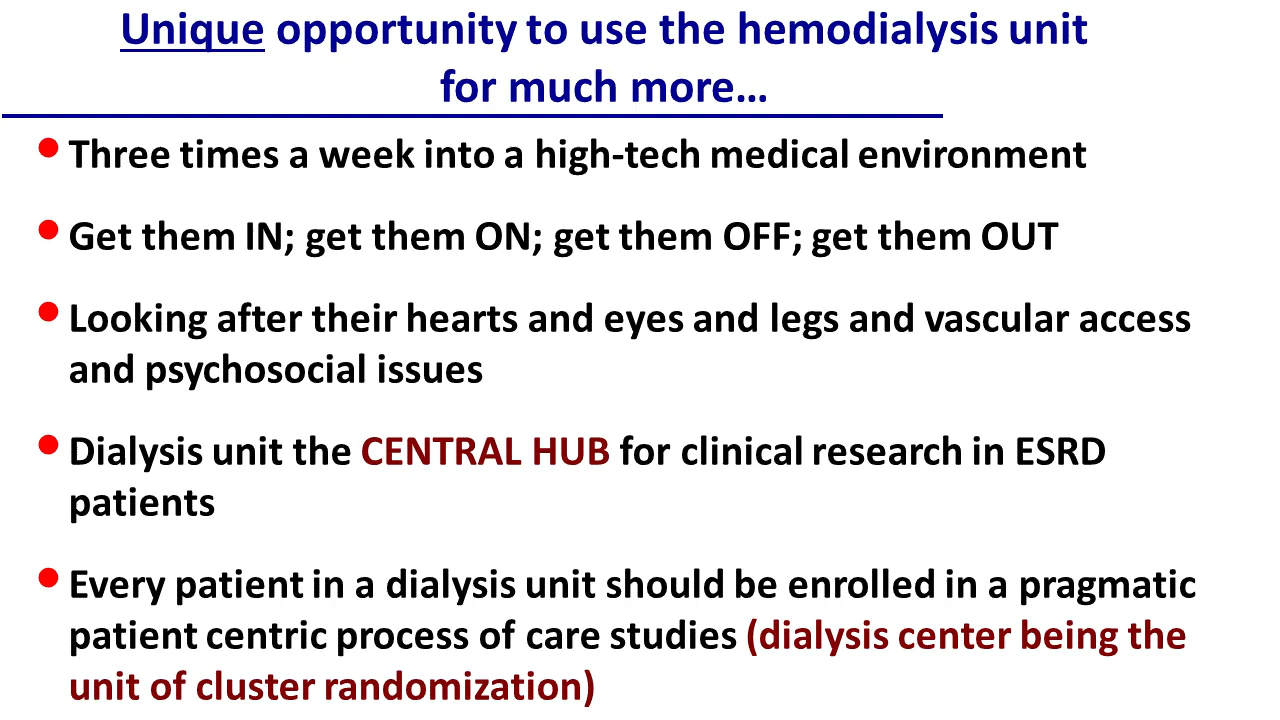 Unique opportunity to use the hemodialysis unit
for much more…
• Three times a week into a high-tech medical environment
• Get them IN; get them ON; get them OFF; get them OUT
• Looking after their hearts and eyes and legs and vascular access
and psychosocial issues
• Dialysis unit the CENTRAL HUB for clinical research in ESRD
patients
• Every patient in a dialysis unit should be enrolled in a pragmatic
patient centric process of care studies (dialysis center being the
unit of cluster randomization)